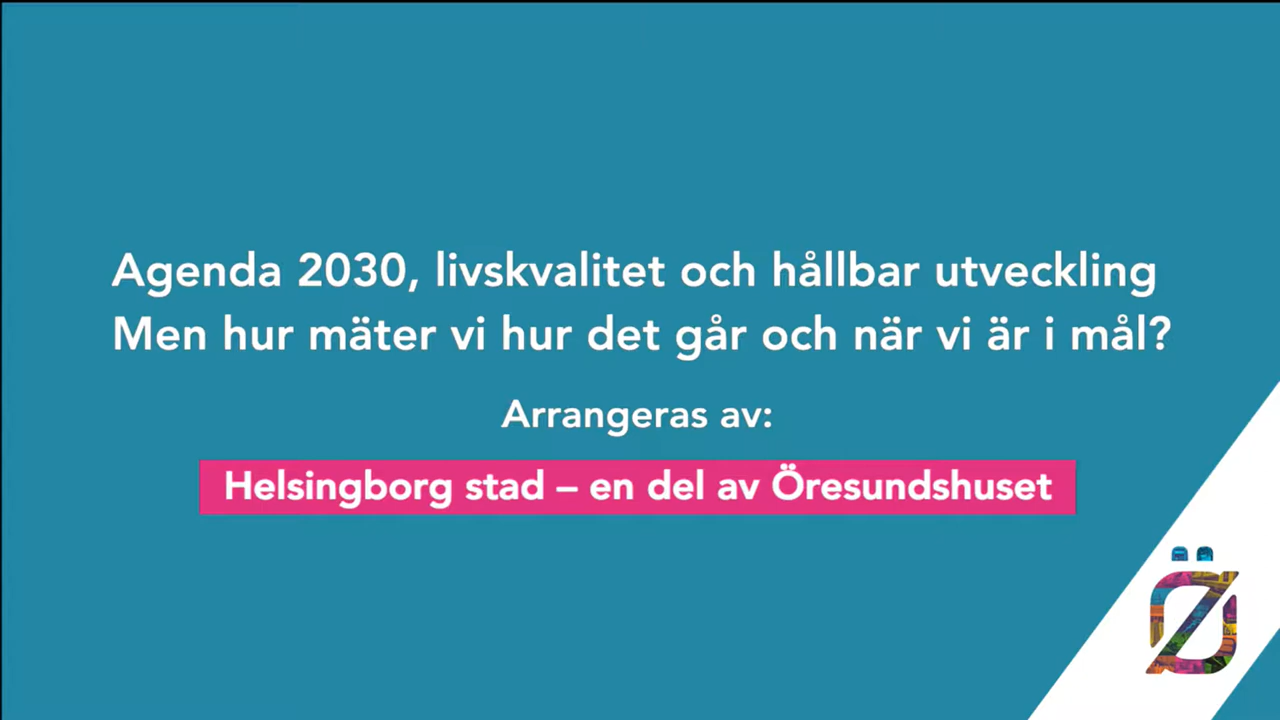 Agenda 2030, livskvalitet och hållbar utveckling
Men hur mäter vi hur det går och när vi är i mål?
Arrangeras av:
Helsingborg stad – en del av Öresundshuset